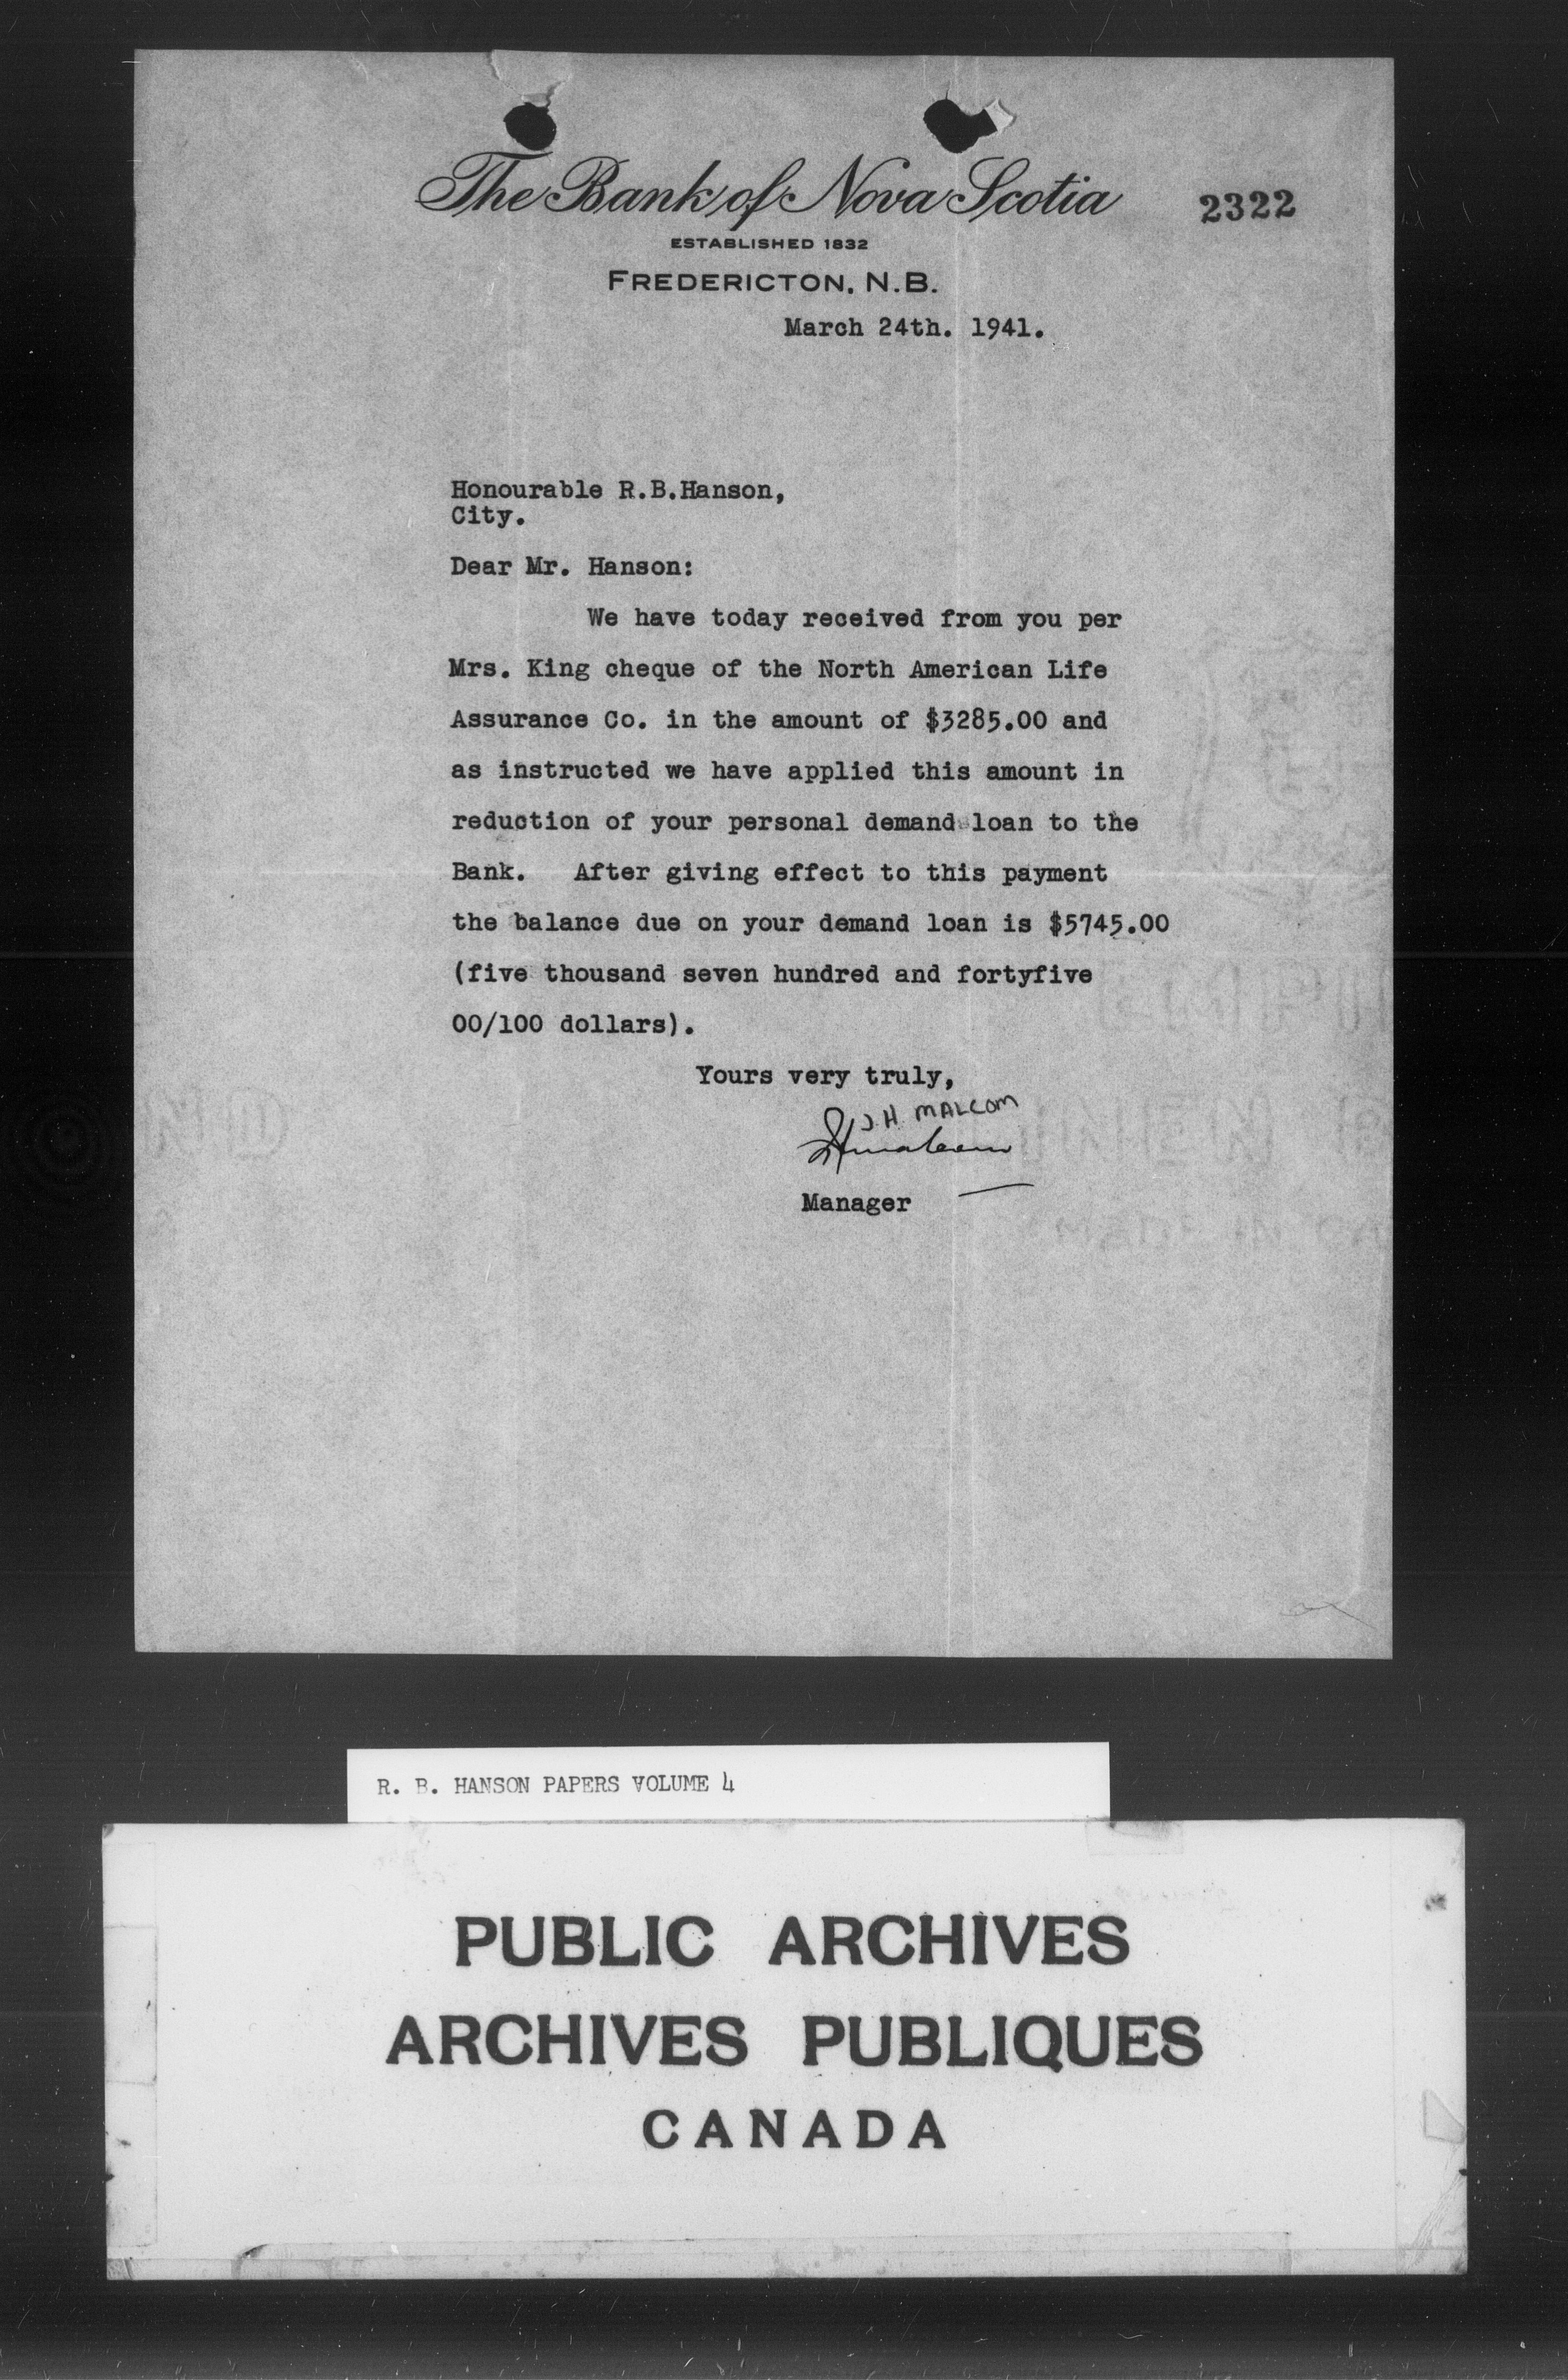 The Bank of Nova Scotia
2322
ESTABLISHED 1832
FREDERICTON, N.B.
March 24th. 1941.
Honourable R.B.Hanson,
City.
Dear Mr. Hanson:
We have today received from you per
Mrs. King cheque of the North American Life
Assurance Co. in the amount of $3285.00 and
as instructed we have applied this amount in
reduction of your personal demand loan to the
Bank. After giving effect to this payment
the balance due on your demand loan is $5745.00
(five thousand seven hundred and fortyfive
00/100 dollars).
Yours very truly,
J H MALCOM
Manager
R. B. HANSON PAPERS VOLUME 4
PUBLIC ARCHIVES
ARCHIVES PUBLIQUES
CANADA